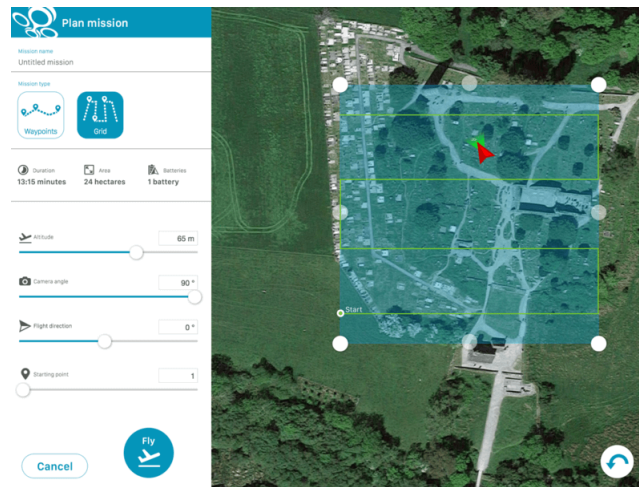 Plan mission
Mission name
Untitled mission
Mission type
Waypoints
Grid
Duration
13:15 minutes
Area
24 hectares
Batteries
1 battery
Altitude
65 m
Camera angle
90 °
Flight direction
0 °
Starting point
1
Cancel
Fly
Start